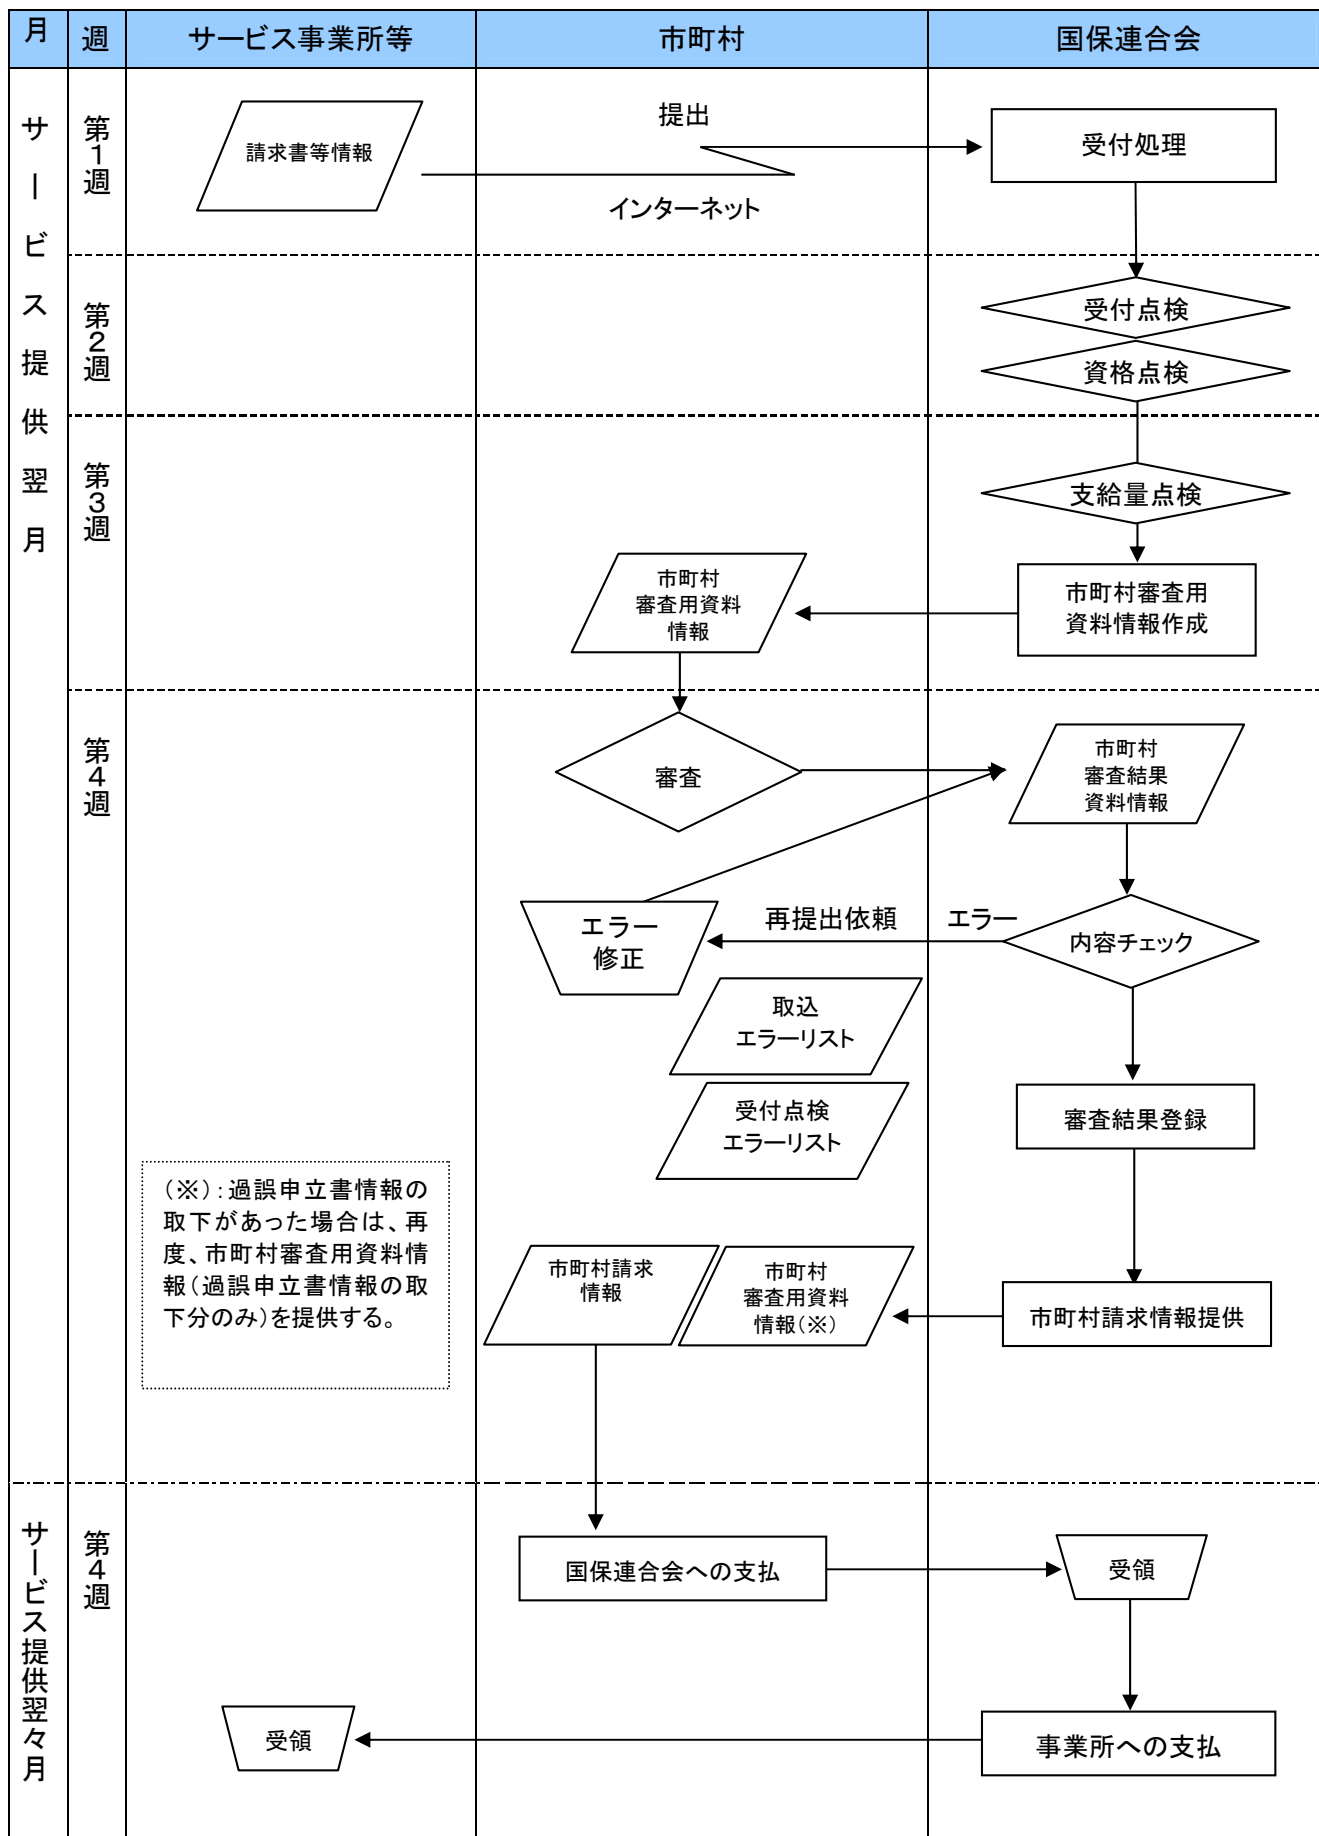 月 週 サービス事業所等 市町村 国保連合会
サービス提供翌月
第1週
請求書等情報
提出
インターネット
受付処理
第2週
受付点検
資格点検
第3週
支給量点検
市町村
審査用資料
情報
市町村審査用
資料情報作成
第4週
審査
市町村
審査結果
資料情報
エラー
修正
再提出依頼
エラー
内容チェック
取込
エラーリスト
受付点検
エラーリスト
審査結果登録
(※):過誤申立書情報の
取下があった場合は、再
度、市町村審査用資料情
報(過誤申立書情報の取
下分のみ)を提供する。
市町村請求
情報
市町村
審査用資料
情報(※)
市町村請求情報提供
サービス提供翌々月
第4週
国保連合会への支払
受領
受領
事業所への支払